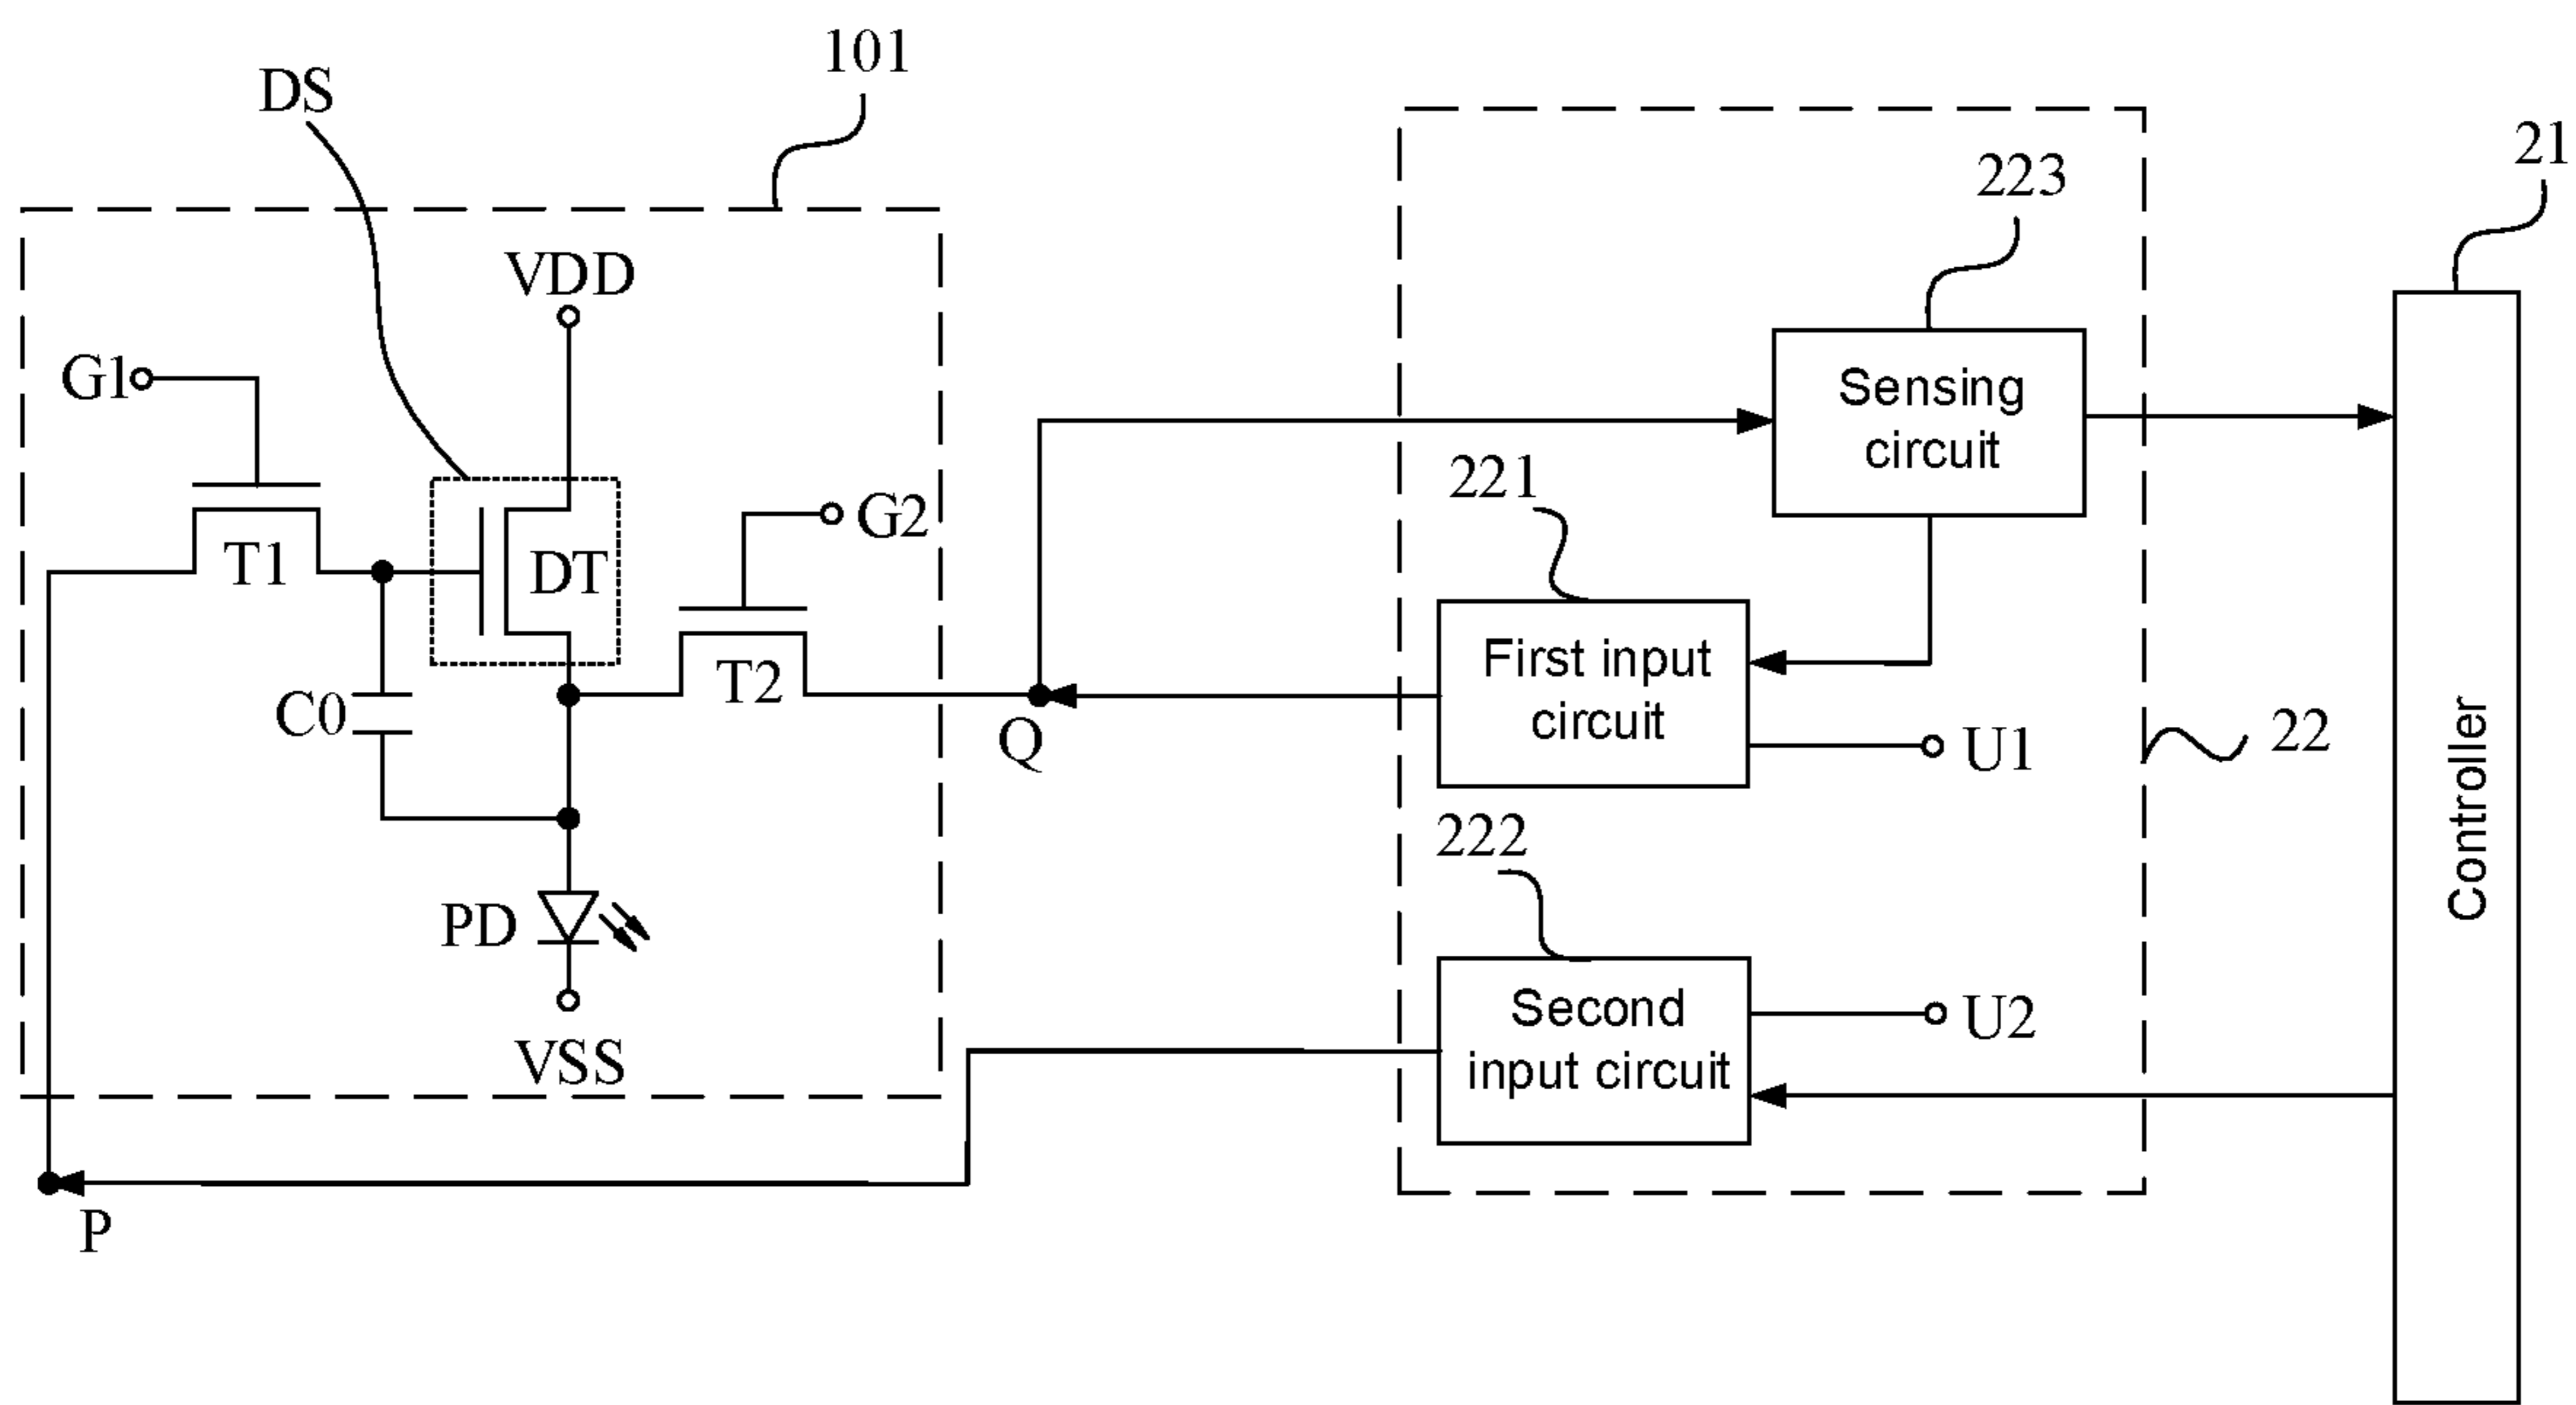 101
DS
21
223
VDD
G1
Sensing
circuit
221
G2
T1
DT
First input
circuit
T2
C0
Q
U1
22
Controller
222
PD
Second
input circuit
U2
VSS
P